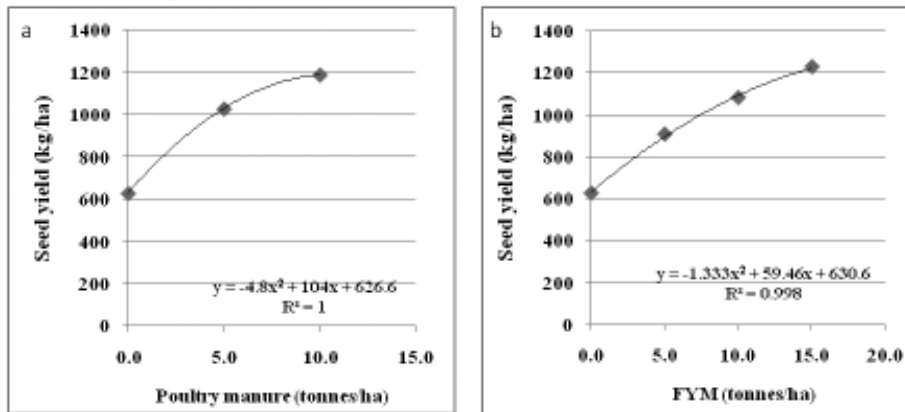 a
1400
1200
1000
800
600
400
200
0
Seed yield (kg/ha)
y = -4.8x² + 104x + 626.6
R² = 1
0.0 5.0 10.0 15.0
Poultry manure (tonnes/ha)
b
1400
1200
1000
800
600
400
200
0
Seed yield (kg/ha)
y = -1.333x² + 59.46x + 630.6
R² = 0.998
0.0 5.0 10.0 15.0 20.0
FYM (tonnes/ha)